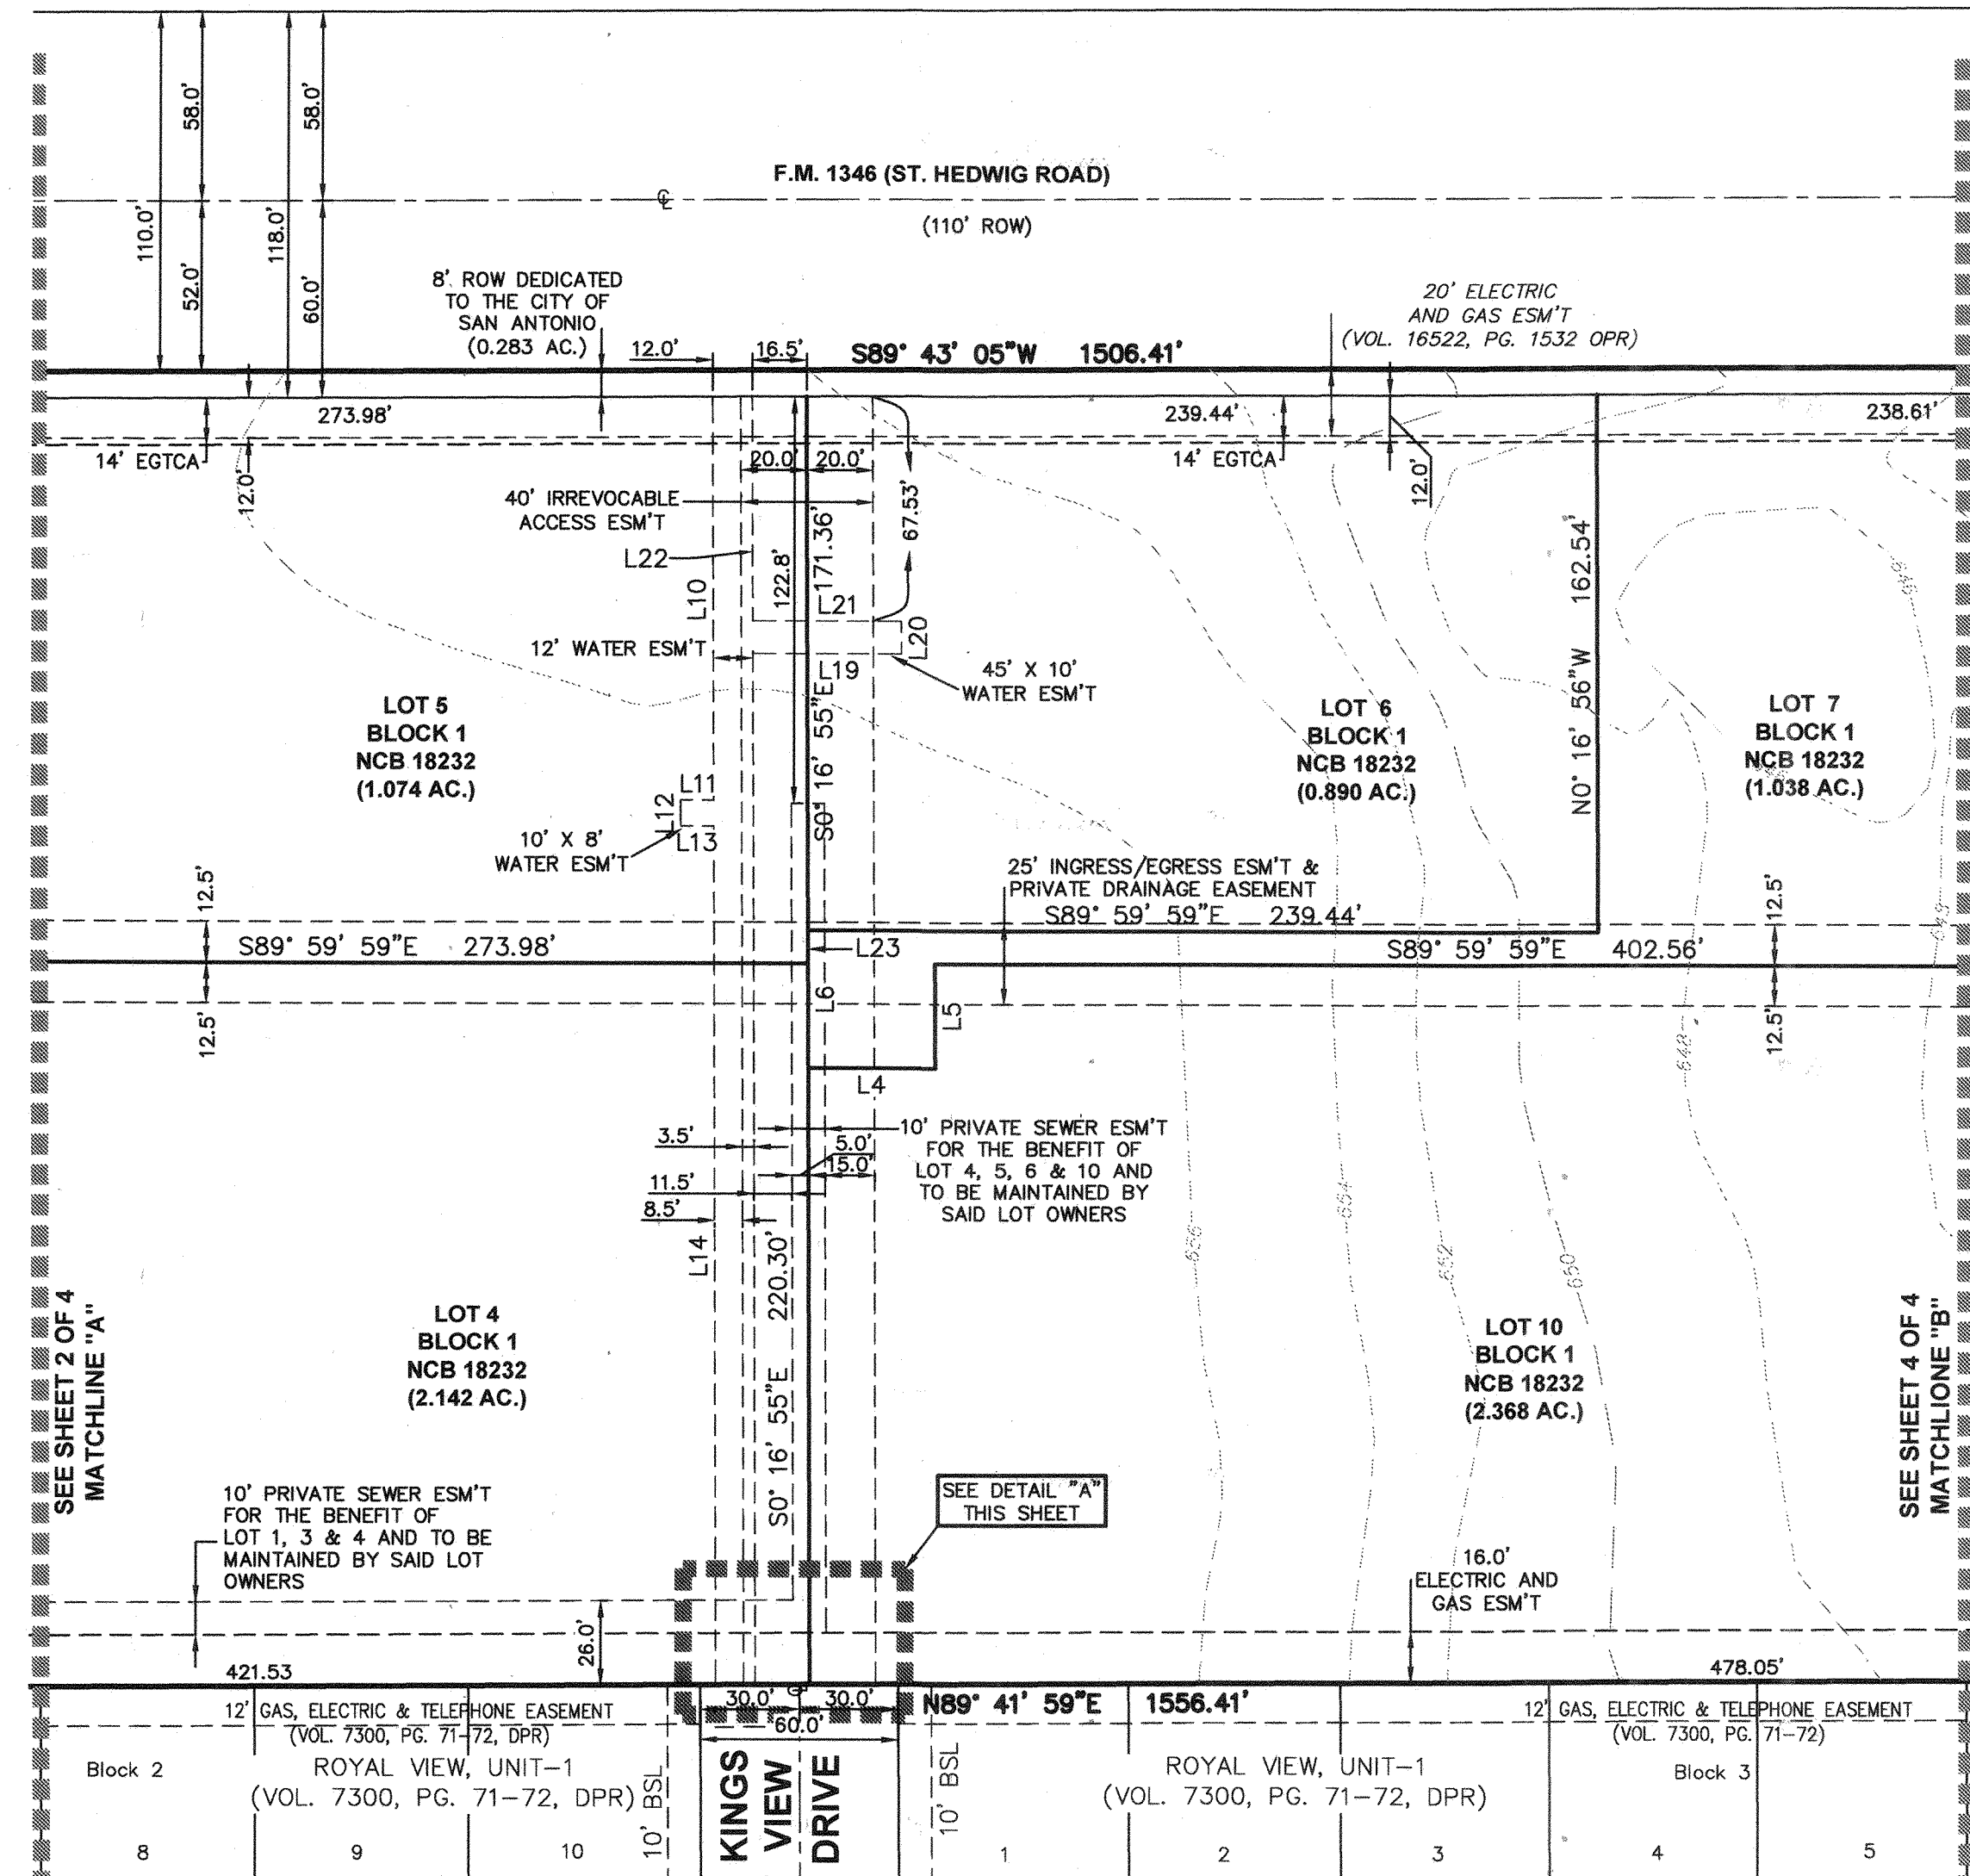 58.0'
58.0'
110.0'
118.0'
52.0'
60.0'
F.M. 1346 (ST. HEDWIG ROAD)
(110' ROW)
8' ROW DEDICATED
TO THE CITY OF
SAN ANTONIO
(0.283 AC.)
12.0'
16.5'
S89° 43' 05"W 1506.41'
20' ELECTRIC
AND GAS ESM'T
(VOL. 16522, PG. 1532 OPR)
273.98'
239.44'
238.61'
14' EGTCA
12.0'
20.0'
20.0'
14' EGTCA
12.0'
40' IRREVOCABLE
ACCESS ESM'T
67.53'
171.36'
122.8'
L22
L10
L21
L20
12' WATER ESM'T
L19
45' X 10'
WATER ESM'T
S0° 16' 55"E
N0° 16' 56"W 162.54'
LOT 5
BLOCK 1
NCB 18232
(1.074 AC.)
LOT 6
BLOCK 1
NCB 18232
(0.890 AC.)
LOT 7
BLOCK 1
NCB 18232
(1.038 AC.)
L11
L12
L13
10' X 8'
WATER ESM'T
25' INGRESS/EGRESS ESM'T &
PRIVATE DRAINAGE EASEMENT
S89° 59' 59"E 239.44'
12.5'
12.5'
S89° 59' 59"E 273.98'
L23
S89° 59' 59"E 402.56'
L6
L5
12.5'
12.5'
648
L4
3.5'
10' PRIVATE SEWER ESM'T
FOR THE BENEFIT OF
LOT 4, 5, 6 & 10 AND
TO BE MAINTAINED BY
SAID LOT OWNERS
5.0'
15.0'
11.5'
8.5'
L14
S0° 16' 55"E 220.30'
656
654
652
650
LOT 4
BLOCK 1
NCB 18232
(2.142 AC.)
LOT 10
BLOCK 1
NCB 18232
(2.368 AC.)
SEE SHEET 2 OF 4
MATCHLINE "A"
SEE SHEET 4 OF 4
MATCHLIONE "B"
10' PRIVATE SEWER ESM'T
FOR THE BENEFIT OF
LOT 1, 3 & 4 AND TO BE
MAINTAINED BY SAID LOT
OWNERS
SEE DETAIL "A"
THIS SHEET
16.0'
ELECTRIC AND
GAS ESM'T
26.0'
421.53
478.05'
30.0'
30.0'
60.0'
N89° 41' 59"E 1556.41'
12' GAS, ELECTRIC & TELEPHONE EASEMENT
(VOL. 7300, PG. 71-72, DPR)
12' GAS, ELECTRIC & TELEPHONE EASEMENT
(VOL. 7300, PG. 71-72)
Block 2
ROYAL VIEW, UNIT-1
(VOL. 7300, PG. 71-72, DPR)
10' BSL
KINGS
VIEW
DRIVE
10' BSL
ROYAL VIEW, UNIT-1
(VOL. 7300, PG. 71-72, DPR)
Block 3
8
9
10
1
2
3
4
5